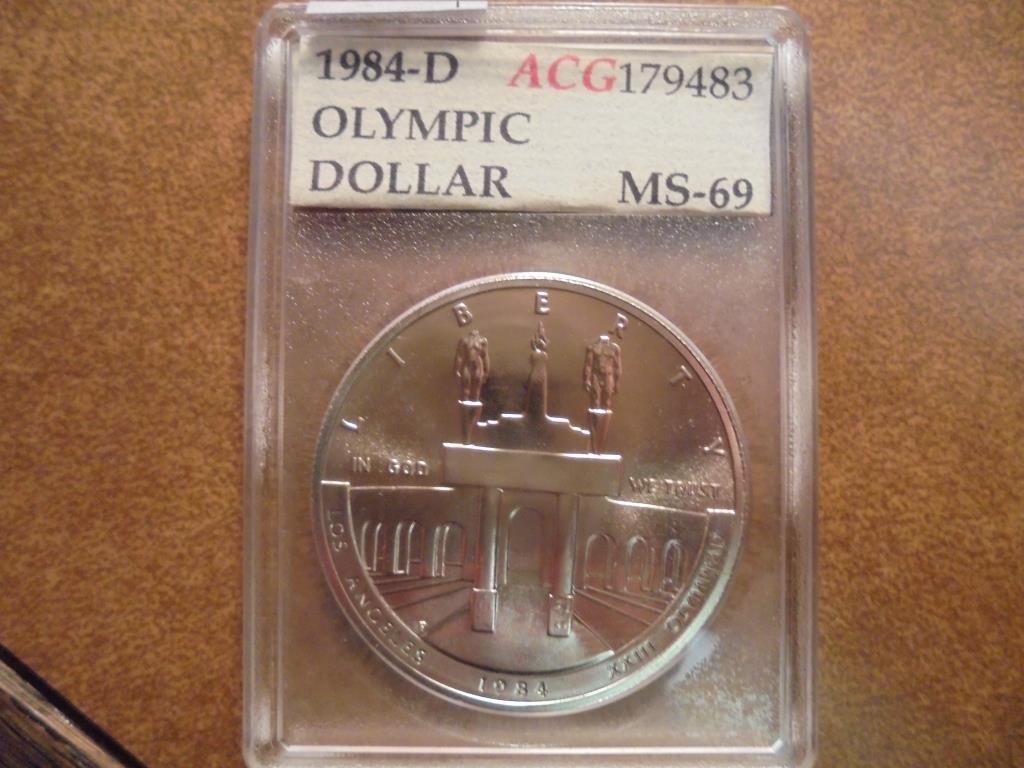 1984-D ACG179483
OLYMPIC
DOLLAR MS-69
LIBERTY
IN GOD WE TRUST
LOS ANGELES XXIII OLYMPIAD
1984